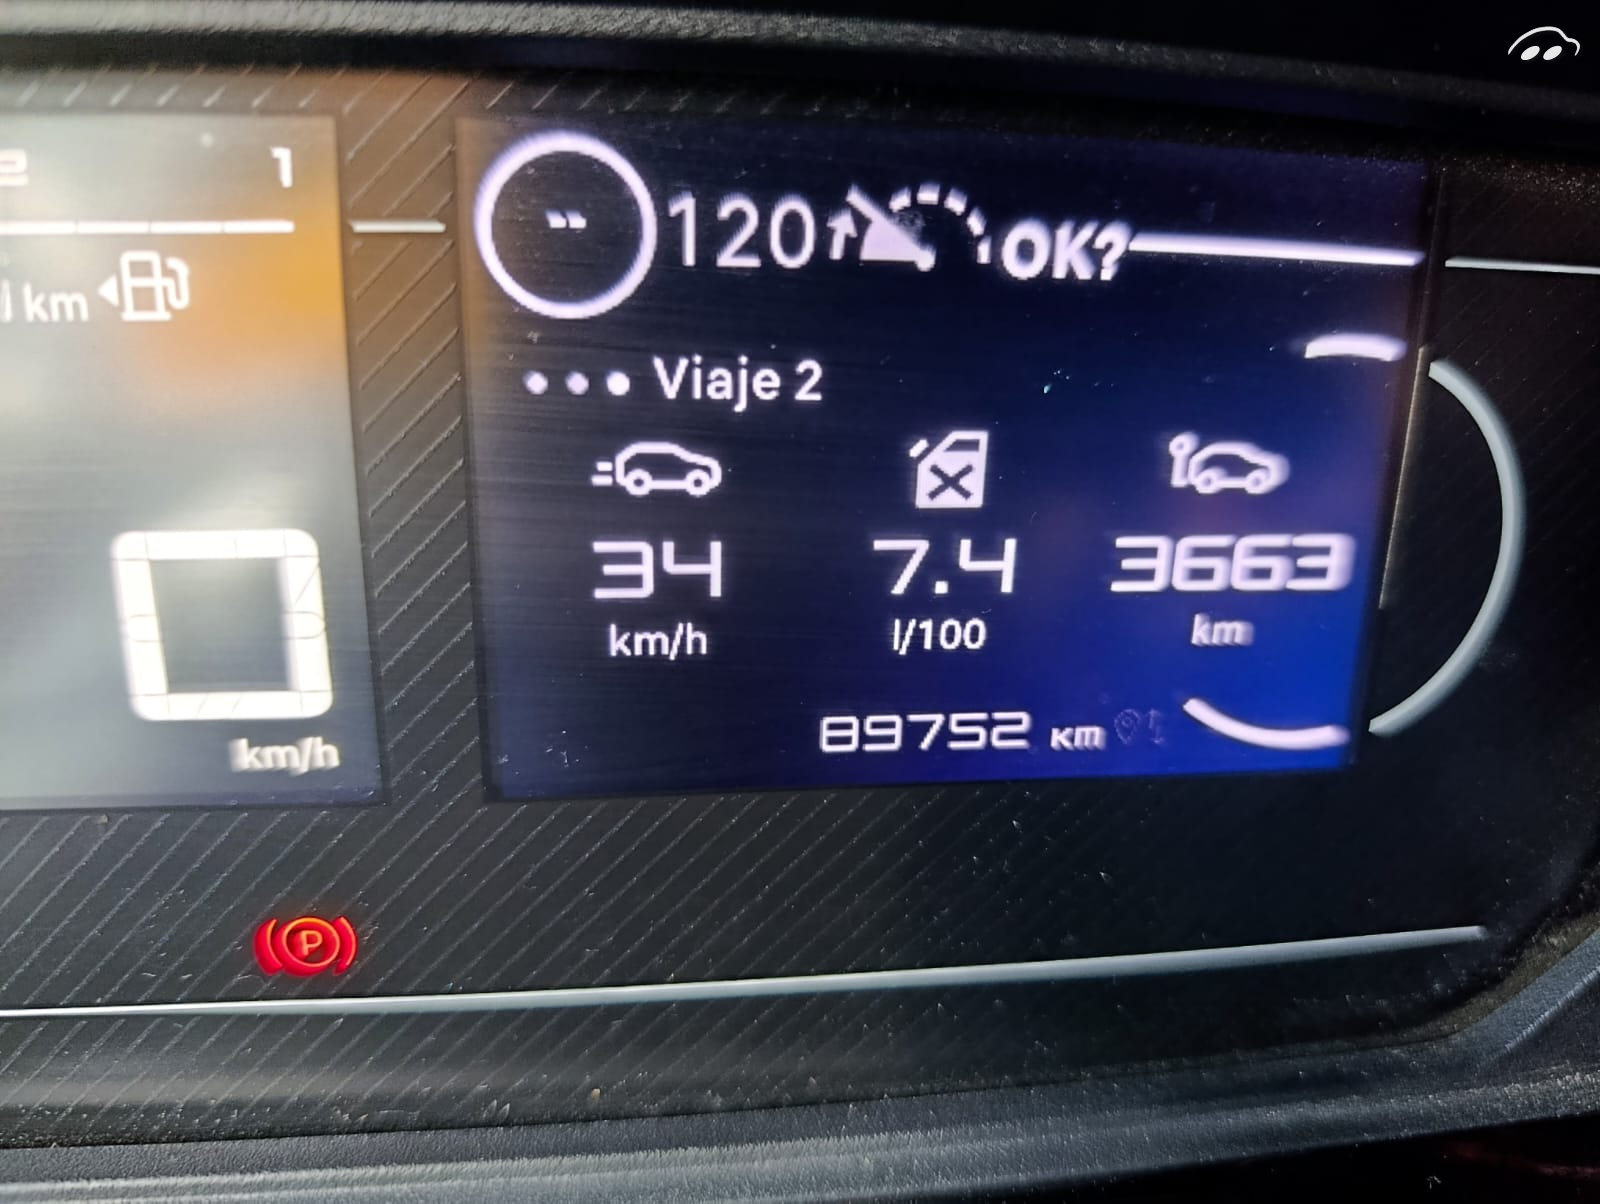 1
120 OK?
km
Viaje 2
34 7.4 3663
km/h l/100 km
89752 km
km/h
P